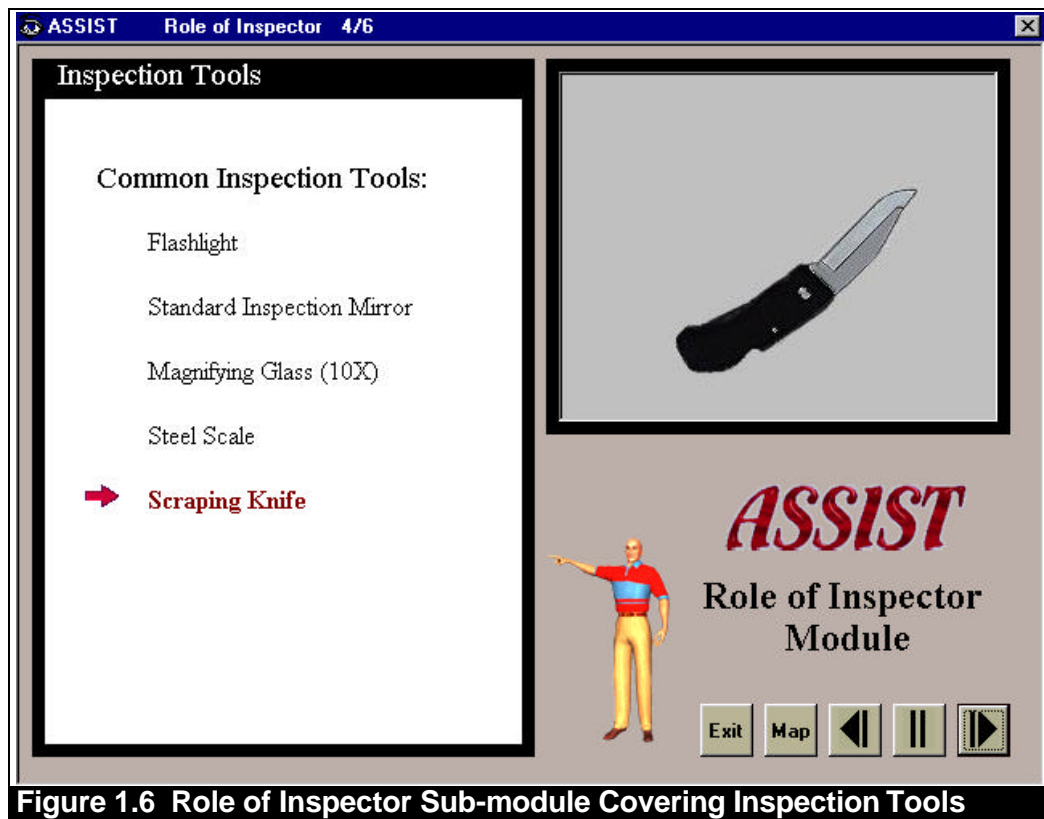 ASSIST Role of Inspector 4/6
Inspection Tools
Common Inspection Tools:
Flashlight
Standard Inspection Mirror
Magnifying Glass (10X)
Steel Scale
Scraping Knife
ASSIST
Role of Inspector
Module
Exit Map
Figure 1.6 Role of Inspector Sub-module Covering Inspection Tools